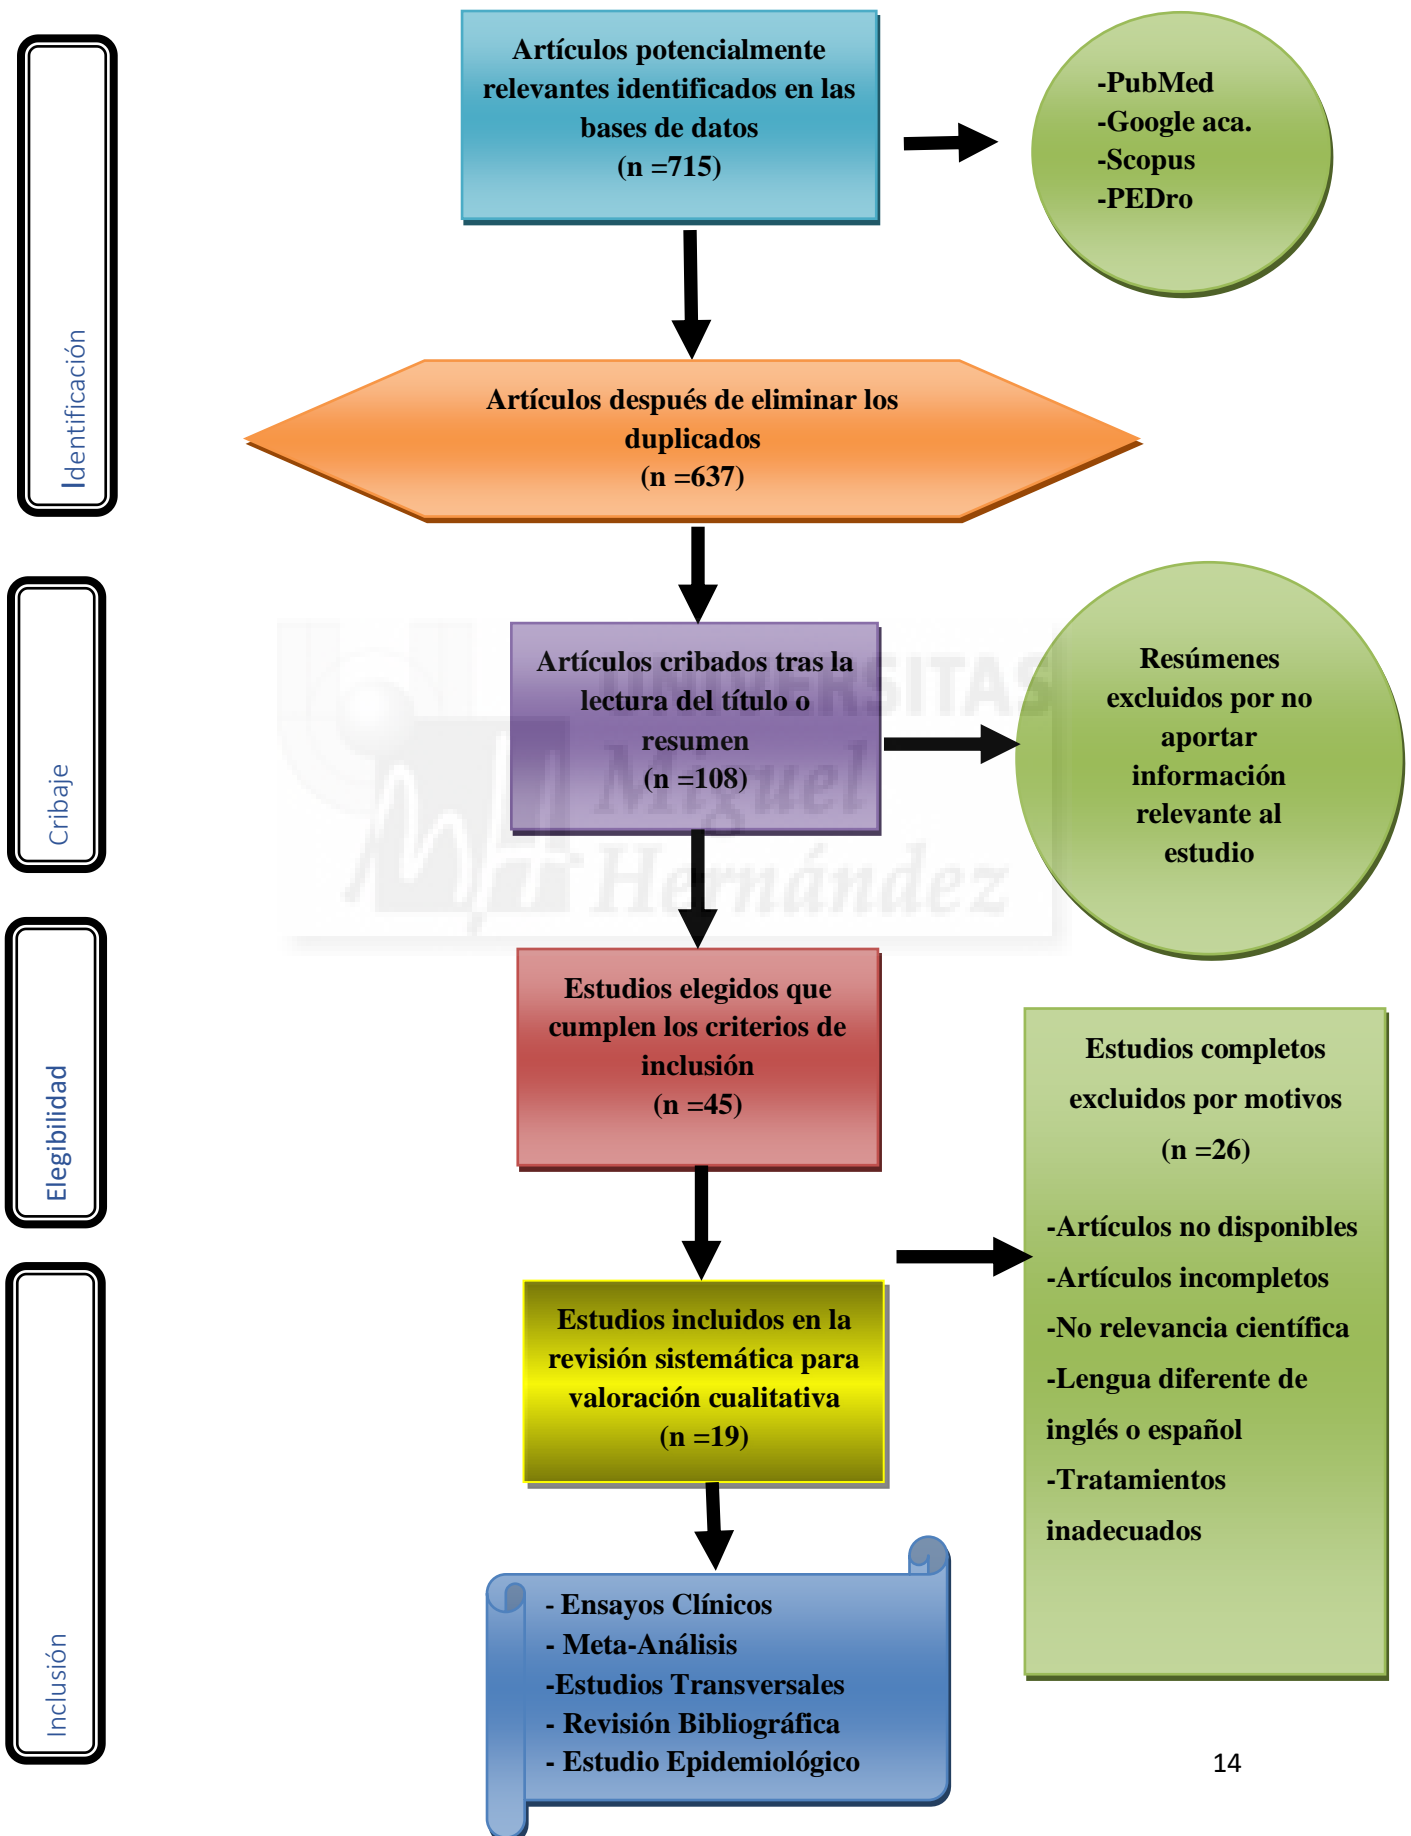 Identificación
Artículos potencialmente
relevantes identificados en las
bases de datos
(n =715)
-PubMed
-Google aca.
-Scopus
-PEDro
Artículos después de eliminar los
duplicados
(n =637)
Cribaje
Artículos cribados tras la
lectura del título o
resumen
(n =108)
Resúmenes
excluidos por no
aportar
información
relevante al
estudio
UNIVERSITAS
Miguel
Hernández
Elegibilidad
Estudios elegidos que
cumplen los criterios de
inclusión
(n =45)
Estudios completos
excluidos por motivos
(n =26)
-Artículos no disponibles
-Artículos incompletos
-No relevancia científica
-Lengua diferente de
inglés o español
-Tratamientos
inadecuados
Inclusión
Estudios incluidos en la
revisión sistemática para
valoración cualitativa
(n =19)
- Ensayos Clínicos
- Meta-Análisis
-Estudios Transversales
- Revisión Bibliográfica
- Estudio Epidemiológico
14